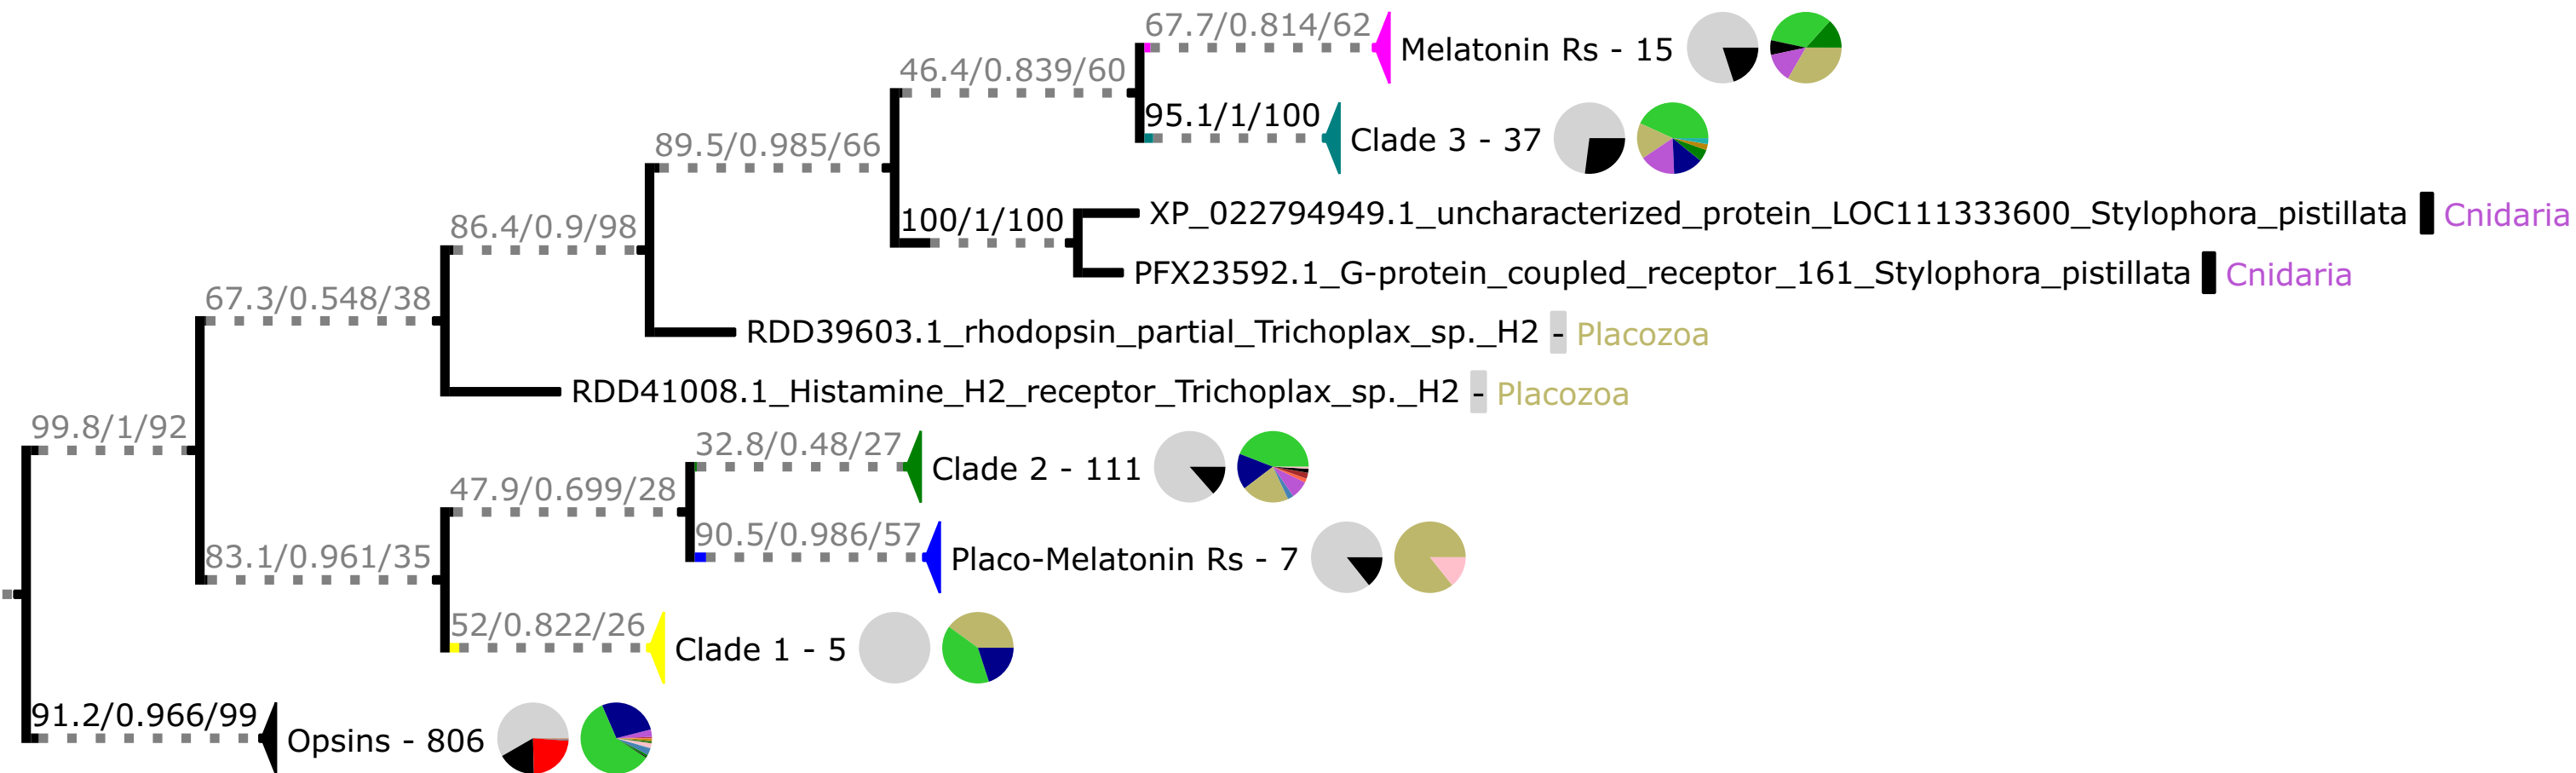 67.7/0.814/62
Melatonin Rs - 15
46.4/0.839/60
95.1/1/100
Clade 3 - 37
89.5/0.985/66
100/1/100
XP_022794949.1_uncharacterized_protein_LOC111333600_Stylophora_pistillata Cnidaria
86.4/0.9/98
PFX23592.1_G-protein_coupled_receptor_161_Stylophora_pistillata Cnidaria
67.3/0.548/38
RDD39603.1_rhodopsin_partial_Trichoplax_sp._H2 - Placozoa
RDD41008.1_Histamine_H2_receptor_Trichoplax_sp._H2 - Placozoa
99.8/1/92
32.8/0.48/27
Clade 2 - 111
47.9/0.699/28
90.5/0.986/57
Placo-Melatonin Rs - 7
83.1/0.961/35
52/0.822/26
Clade 1 - 5
91.2/0.966/99
Opsins - 806